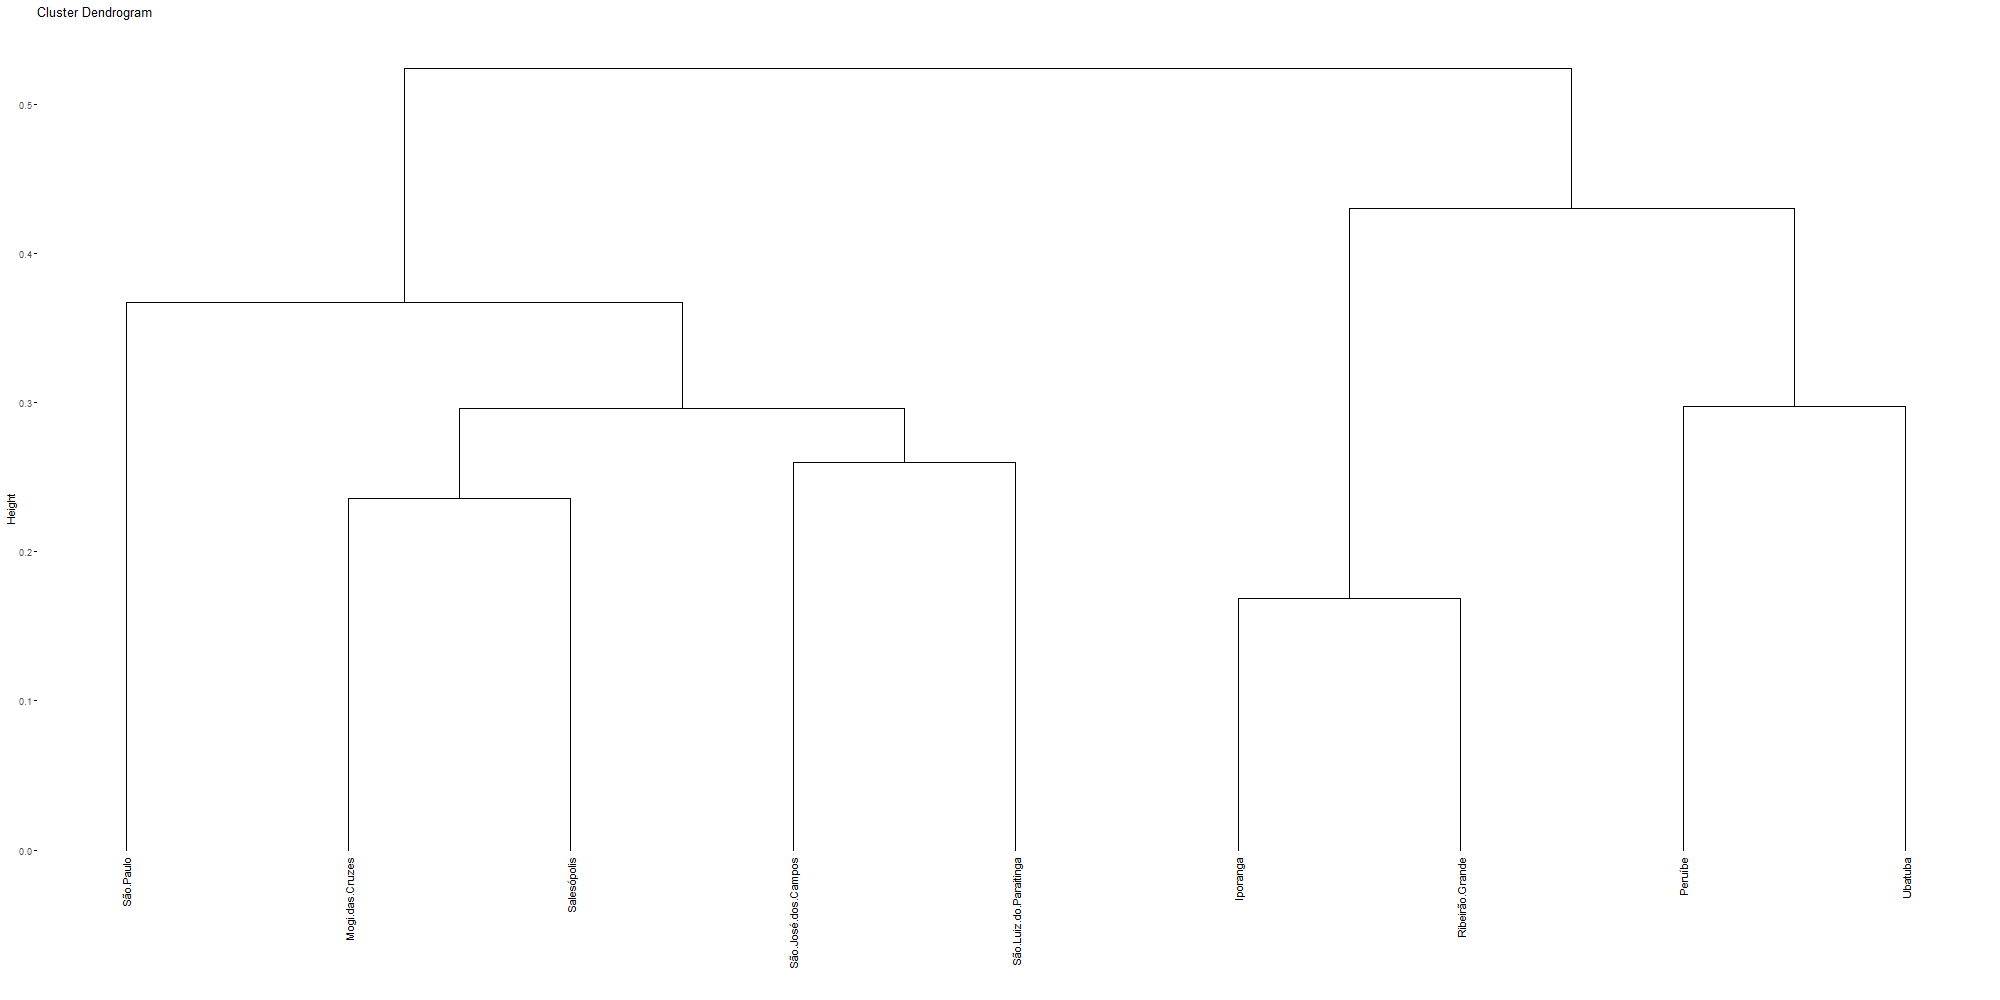 Cluster Dendrogram
0.5
0.4
0.3
0.2
0.1
0.0
Height
São.Paulo
Mogi.das.Cruzes
Salesópolis
São.José.dos.Campos
São.Luiz.do.Paraitinga
Iporanga
Ribeirão.Grande
Peruíbe
Ubatuba